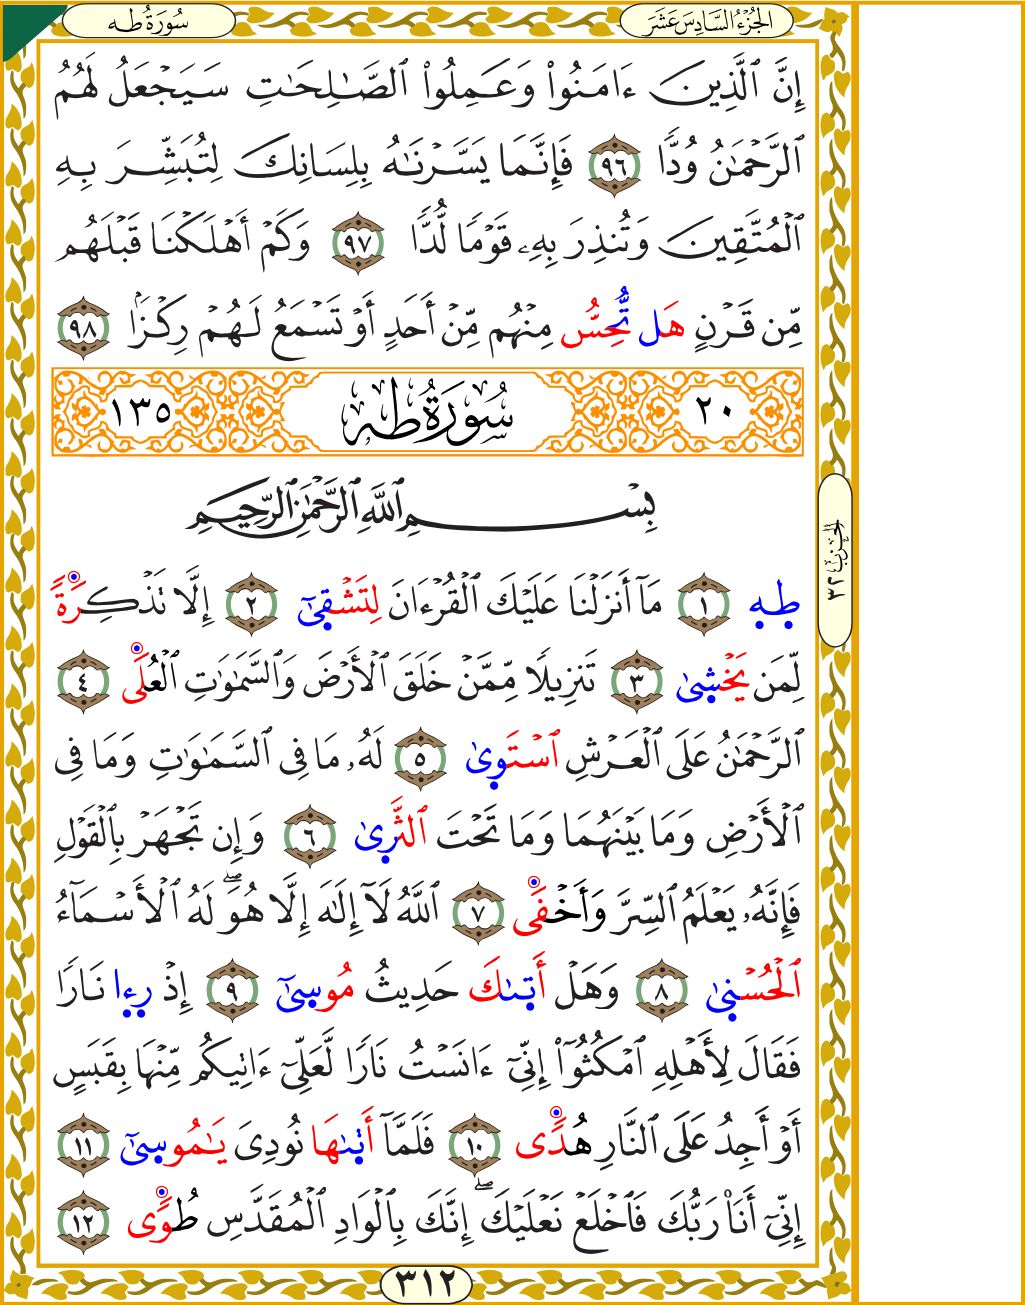 الجُزْءُ السَّادِسَ عَشَرَ
سُورَةُ طه
إِنَّ ٱلَّذِينَ ءَامَنُوا۟ وَعَمِلُوا۟ ٱلصَّـٰلِحَـٰتِ سَيَجْعَلُ لَهُمُ
ٱلرَّحْمَـٰنُ وُدًّا ٩٦ فَإِنَّمَا يَسَّرْنَـٰهُ بِلِسَانِكَ لِتُبَشِّرَ بِهِ
ٱلْمُتَّقِينَ وَتُنذِرَ بِهِۦ قَوْمًا لُّدًّا ٩٧ وَكَمْ أَهْلَكْنَا قَبْلَهُم
مِّن قَرْنٍ هَل تُّحِسُّ مِنْهُم مِّنْ أَحَدٍ أَوْ تَسْمَعُ لَهُمْ رِكْزًۢا ٩٨
٢٠ سُورَةُ طه ١٣٥
بِسْمِ ٱللَّهِ ٱلرَّحْمَـٰنِ ٱلرَّحِيمِ
طه ١ مَآ أَنزَلْنَا عَلَيْكَ ٱلْقُرْءَانَ لِتَشْقَىٰٓ ٢ إِلَّا تَذْكِرَةً
لِّمَن يَخْشَىٰ ٣ تَنزِيلًا مِّمَّنْ خَلَقَ ٱلْأَرْضَ وَٱلسَّمَـٰوَٰتِ ٱلْعُلَى ٤
ٱلرَّحْمَـٰنُ عَلَى ٱلْعَرْشِ ٱسْتَوَىٰ ٥ لَهُۥ مَا فِى ٱلسَّمَـٰوَٰتِ وَمَا فِى
ٱلْأَرْضِ وَمَا بَيْنَهُمَا وَمَا تَحْتَ ٱلثَّرَىٰ ٦ وَإِن تَجْهَرْ بِٱلْقَوْلِ
فَإِنَّهُۥ يَعْلَمُ ٱلسِّرَّ وَأَخْفَى ٧ ٱللَّهُ لَآ إِلَـٰهَ إِلَّا هُوَ ۖ لَهُ ٱلْأَسْمَآءُ
ٱلْحُسْنَىٰ ٨ وَهَلْ أَتَىٰكَ حَدِيثُ مُوسَىٰٓ ٩ إِذْ رَءَا نَارًا
فَقَالَ لِأَهْلِهِ ٱمْكُثُوٓا۟ إِنِّىٓ ءَانَسْتُ نَارًا لَّعَلِّىٓ ءَاتِيكُم مِّنْهَا بِقَبَسٍ
أَوْ أَجِدُ عَلَى ٱلنَّارِ هُدًى ١٠ فَلَمَّآ أَتَىٰهَا نُودِىَ يَـٰمُوسَىٰٓ ١١
إِنِّىٓ أَنَا۠ رَبُّكَ فَٱخْلَعْ نَعْلَيْكَ ۖ إِنَّكَ بِٱلْوَادِ ٱلْمُقَدَّسِ طُوًى ١٢
الحِزْبُ ٣٢
٣١٢